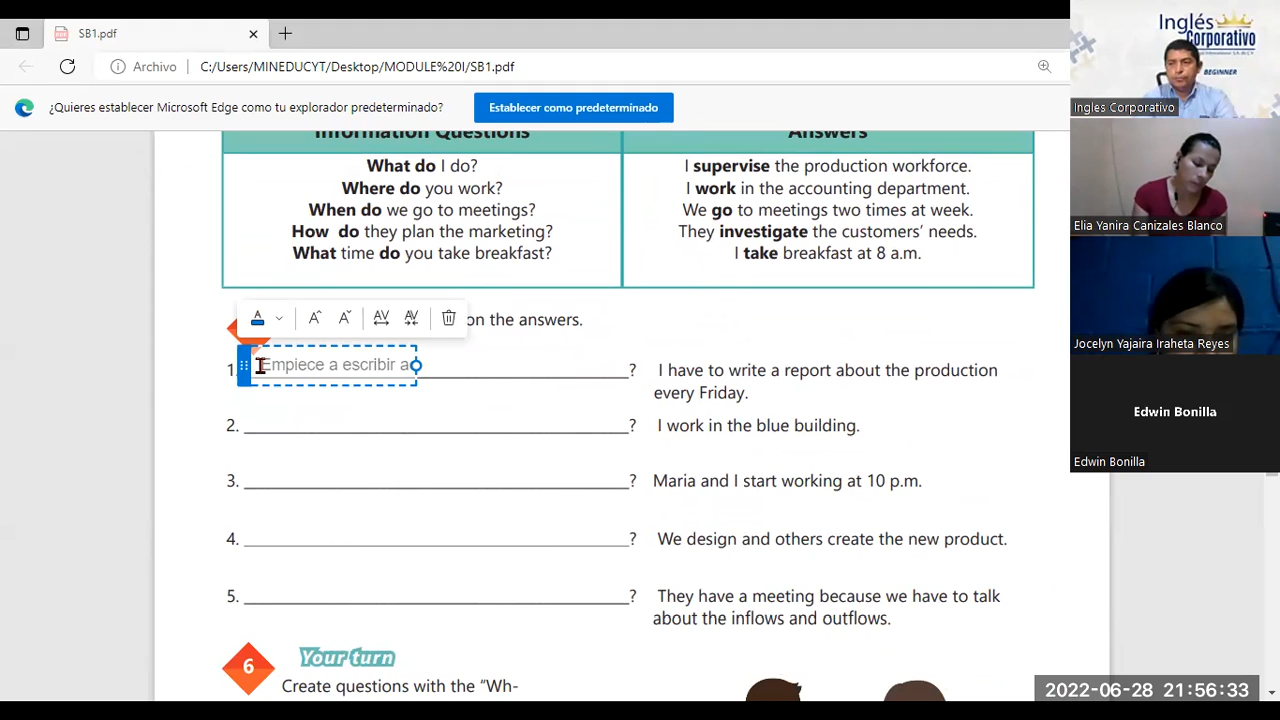 SB1.pdf
Archivo
C:/Users/MINEDUCYT/Desktop/MODULE%20I/SB1.pdf
¿Quieres establecer Microsoft Edge como tu explorador predeterminado?
Establecer como predeterminado
Information Questions
Answers
What do I do?
I supervise the production workforce.
Where do you work?
I work in the accounting department.
When do we go to meetings?
We go to meetings two times at week.
How do they plan the marketing?
They investigate the customers' needs.
What time do you take breakfast?
I take breakfast at 8 a.m.
on the answers.
1. Empiece a escribir a ? I have to write a report about the production
every Friday.
2. ? I work in the blue building.
3. ? Maria and I start working at 10 p.m.
4. ? We design and others create the new product.
5. ? They have a meeting because we have to talk
about the inflows and outflows.
6
Your turn
Create questions with the “Wh-
Inglés
Corporativo
BEGINNER
Ingles Corporativo
Elia Yanira Canizales Blanco
Jocelyn Yajaira Iraheta Reyes
Edwin Bonilla
Edwin Bonilla
2022-06-28 21:56:33